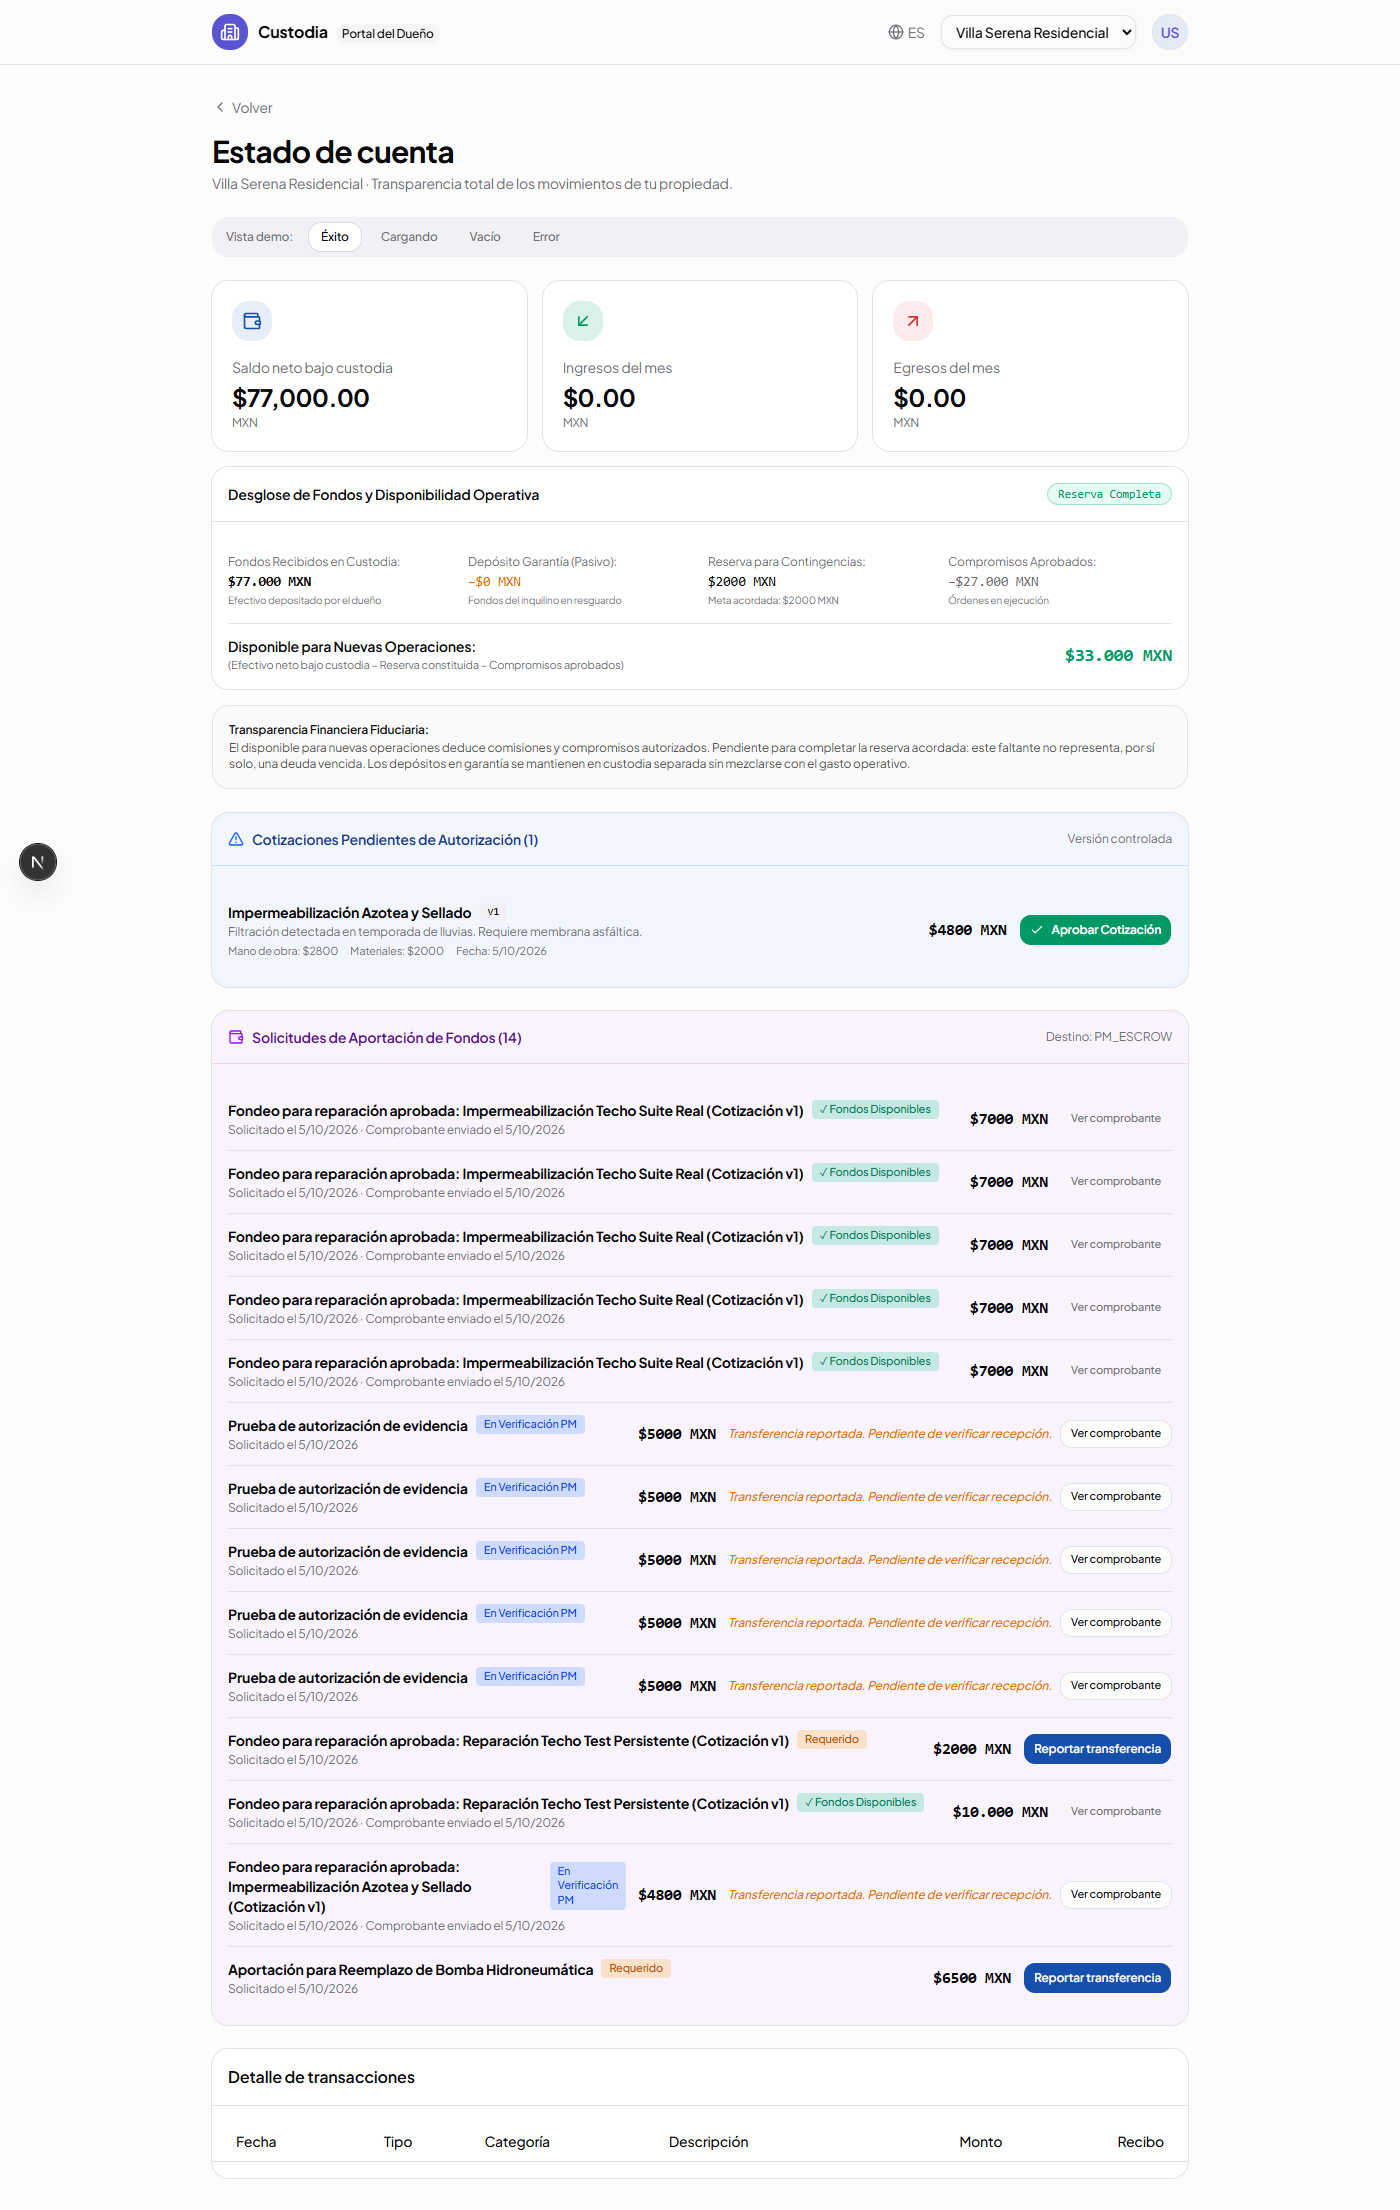 Custodia Portal del Dueño
ES
Villa Serena Residencial
US
Volver
Estado de cuenta
Villa Serena Residencial · Transparencia total de los movimientos de tu propiedad.
Vista demo: Éxito Cargando Vacío Error
Saldo neto bajo custodia
$77,000.00
MXN
Ingresos del mes
$0.00
MXN
Egresos del mes
$0.00
MXN
Desglose de Fondos y Disponibilidad Operativa
Reserva Completa
Fondos Recibidos en Custodia:
$77.000 MXN
Efectivo depositado por el dueño
Depósito Garantía (Pasivo):
-$0 MXN
Fondos del inquilino en resguardo
Reserva para Contingencias:
$2000 MXN
Meta acordada: $2000 MXN
Compromisos Aprobados:
-$27.000 MXN
Órdenes en ejecución
Disponible para Nuevas Operaciones:
(Efectivo neto bajo custodia – Reserva constituida – Compromisos aprobados)
$33.000 MXN
Transparencia Financiera Fiduciaria:
El disponible para nuevas operaciones deduce comisiones y compromisos autorizados. Pendiente para completar la reserva acordada: este faltante no representa, por sí
solo, una deuda vencida. Los depósitos en garantía se mantienen en custodia separada sin mezclarse con el gasto operativo.
N
Cotizaciones Pendientes de Autorización (1)
Versión controlada
Impermeabilización Azotea y Sellado v1
Filtración detectada en temporada de lluvias. Requiere membrana asfáltica.
Mano de obra: $2800 Materiales: $2000 Fecha: 5/10/2026
$4800 MXN
Aprobar Cotización
Solicitudes de Aportación de Fondos (14)
Destino: PM_ESCROW
Fondeo para reparación aprobada: Impermeabilización Techo Suite Real (Cotización v1) ✓ Fondos Disponibles
Solicitado el 5/10/2026 · Comprobante enviado el 5/10/2026
$7000 MXN Ver comprobante
Fondeo para reparación aprobada: Impermeabilización Techo Suite Real (Cotización v1) ✓ Fondos Disponibles
Solicitado el 5/10/2026 · Comprobante enviado el 5/10/2026
$7000 MXN Ver comprobante
Fondeo para reparación aprobada: Impermeabilización Techo Suite Real (Cotización v1) ✓ Fondos Disponibles
Solicitado el 5/10/2026 · Comprobante enviado el 5/10/2026
$7000 MXN Ver comprobante
Fondeo para reparación aprobada: Impermeabilización Techo Suite Real (Cotización v1) ✓ Fondos Disponibles
Solicitado el 5/10/2026 · Comprobante enviado el 5/10/2026
$7000 MXN Ver comprobante
Fondeo para reparación aprobada: Impermeabilización Techo Suite Real (Cotización v1) ✓ Fondos Disponibles
Solicitado el 5/10/2026 · Comprobante enviado el 5/10/2026
$7000 MXN Ver comprobante
Prueba de autorización de evidencia En Verificación PM
Solicitado el 5/10/2026
$5000 MXN Transferencia reportada. Pendiente de verificar recepción. Ver comprobante
Prueba de autorización de evidencia En Verificación PM
Solicitado el 5/10/2026
$5000 MXN Transferencia reportada. Pendiente de verificar recepción. Ver comprobante
Prueba de autorización de evidencia En Verificación PM
Solicitado el 5/10/2026
$5000 MXN Transferencia reportada. Pendiente de verificar recepción. Ver comprobante
Prueba de autorización de evidencia En Verificación PM
Solicitado el 5/10/2026
$5000 MXN Transferencia reportada. Pendiente de verificar recepción. Ver comprobante
Prueba de autorización de evidencia En Verificación PM
Solicitado el 5/10/2026
$5000 MXN Transferencia reportada. Pendiente de verificar recepción. Ver comprobante
Fondeo para reparación aprobada: Reparación Techo Test Persistente (Cotización v1) Requerido
Solicitado el 5/10/2026
$2000 MXN Reportar transferencia
Fondeo para reparación aprobada: Reparación Techo Test Persistente (Cotización v1) ✓ Fondos Disponibles
Solicitado el 5/10/2026 · Comprobante enviado el 5/10/2026
$10.000 MXN Ver comprobante
Fondeo para reparación aprobada:
Impermeabilización Azotea y Sellado
(Cotización v1)
En
Verificación
PM
Solicitado el 5/10/2026 · Comprobante enviado el 5/10/2026
$4800 MXN Transferencia reportada. Pendiente de verificar recepción. Ver comprobante
Aportación para Reemplazo de Bomba Hidroneumática Requerido
Solicitado el 5/10/2026
$6500 MXN Reportar transferencia
Detalle de transacciones
Fecha Tipo Categoría Descripción Monto Recibo